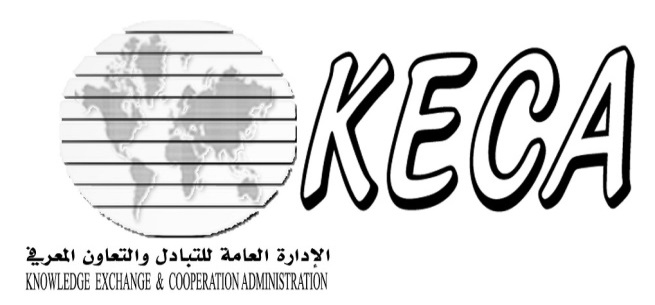 KECA
الإدارة العامة للتبادل والتعاون المعرفي
KNOWLEDGE EXCHANGE & COOPERATION ADMINISTRATION